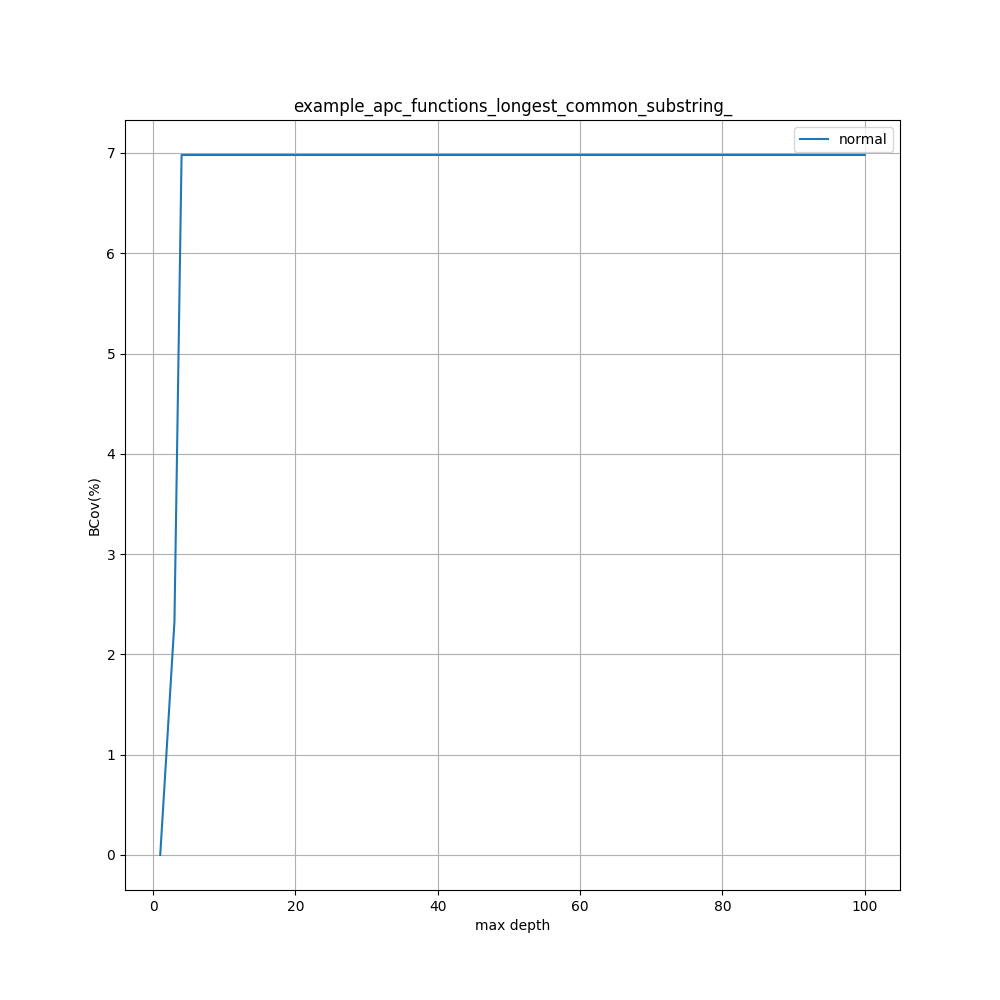 example_apc_functions_longest_common_substring_
normal
7
6
5
4
3
2
1
0
BCov(%)
0 20 40 60 80 100
max depth